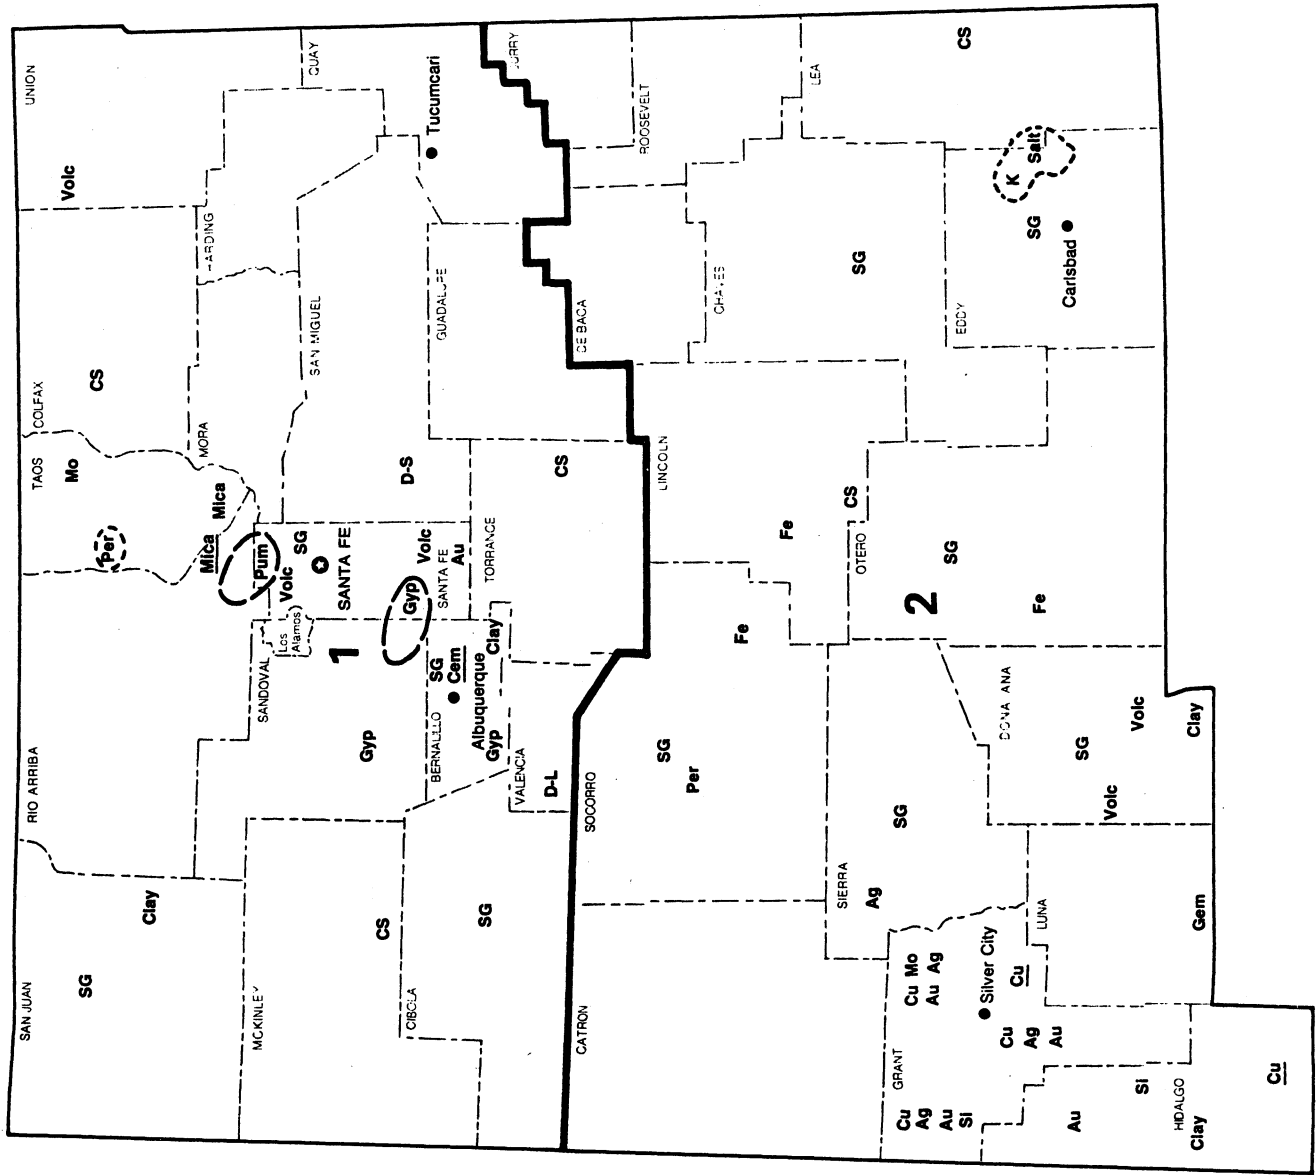 SAN JUAN
RIO ARRIBA
TAOS
COLFAX
UNION
SG
Clay
Per
Mo
CS
Volc
Mica
Mica
MORA
HARDING
Pum
SANDOVAL
Los
Alamos
Volc
SG
SANTA FE
SAN MIGUEL
QUAY
MCKINLEY
1
Gyp
Gyp
Volc
D-S
CS
CIBOLA
BERNALILLO
SG
Cem
Albuquerque
Gyp
Clay
SANTA FE
Au
GUADALUPE
Tucumcari
SG
VALENCIA
D-L
TORRANCE
CS
CURRY
CATRON
SOCORRO
LINCOLN
DE BACA
ROOSEVELT
SG
Per
Fe
Fe
CHAVES
LEA
SIERRA
Ag
SG
OTERO
CS
SG
GRANT
Cu Mo
Au Ag
Cu
Ag
Au
Si
2
SG
EDDY
CS
Silver City
Cu
Cu
Ag
Au
LUNA
DONA ANA
Fe
SG
Carlsbad
K
Salt
Au
Si
SG
Volc
Volc
HIDALGO
Clay
Gem
Clay
Cu